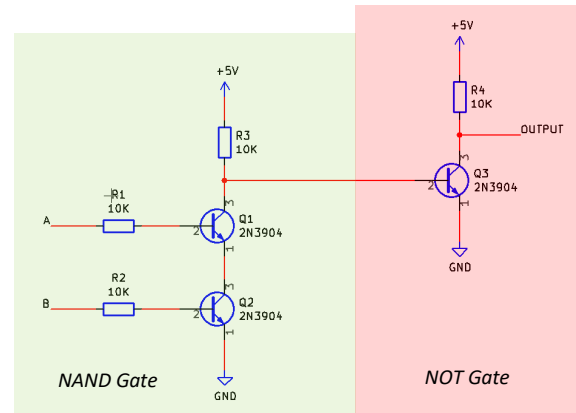 +5V
R3
10K
R1
10K
A
2
3
1
Q1
2N3904
R2
10K
B
2
3
1
Q2
2N3904
GND
NAND Gate
+5V
R4
10K
OUTPUT
2
3
1
Q3
2N3904
GND
NOT Gate